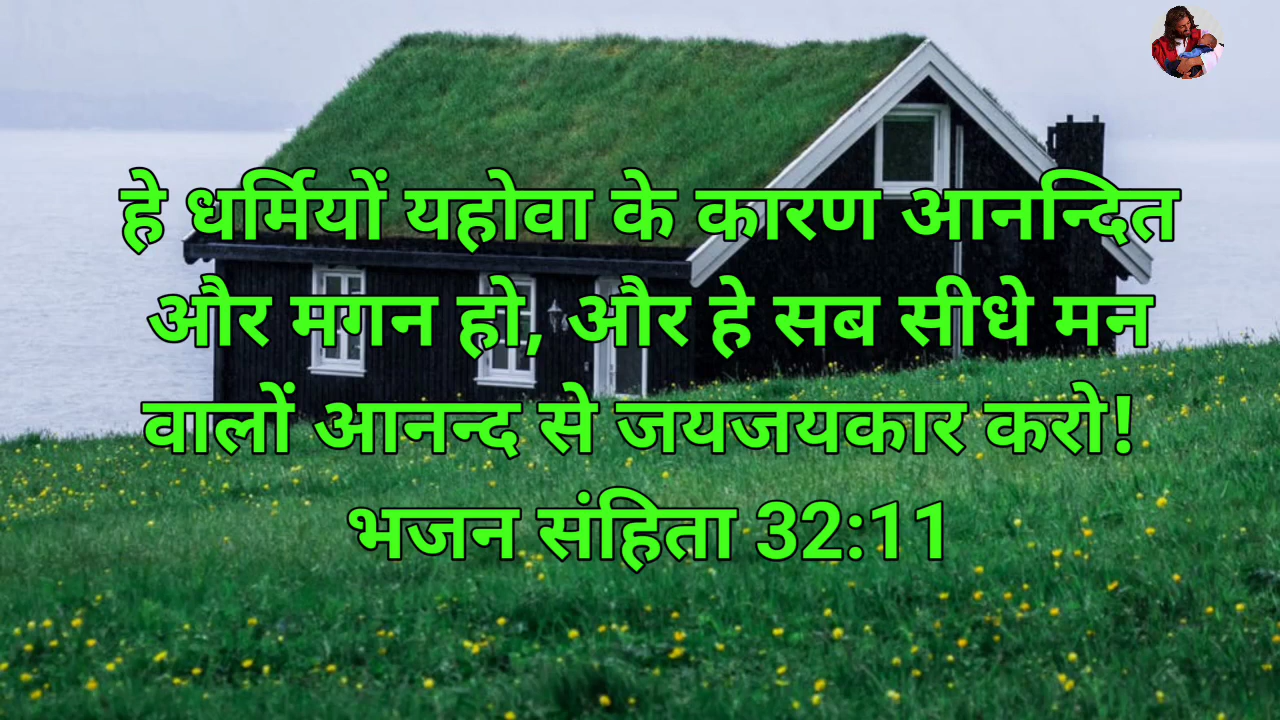 हे धर्मियों यहोवा के कारण आनन्दित
और मगन हो, और हे सब सीधे मन
वालों आनन्द से जयजयकार करो!
भजन संहिता 32:11